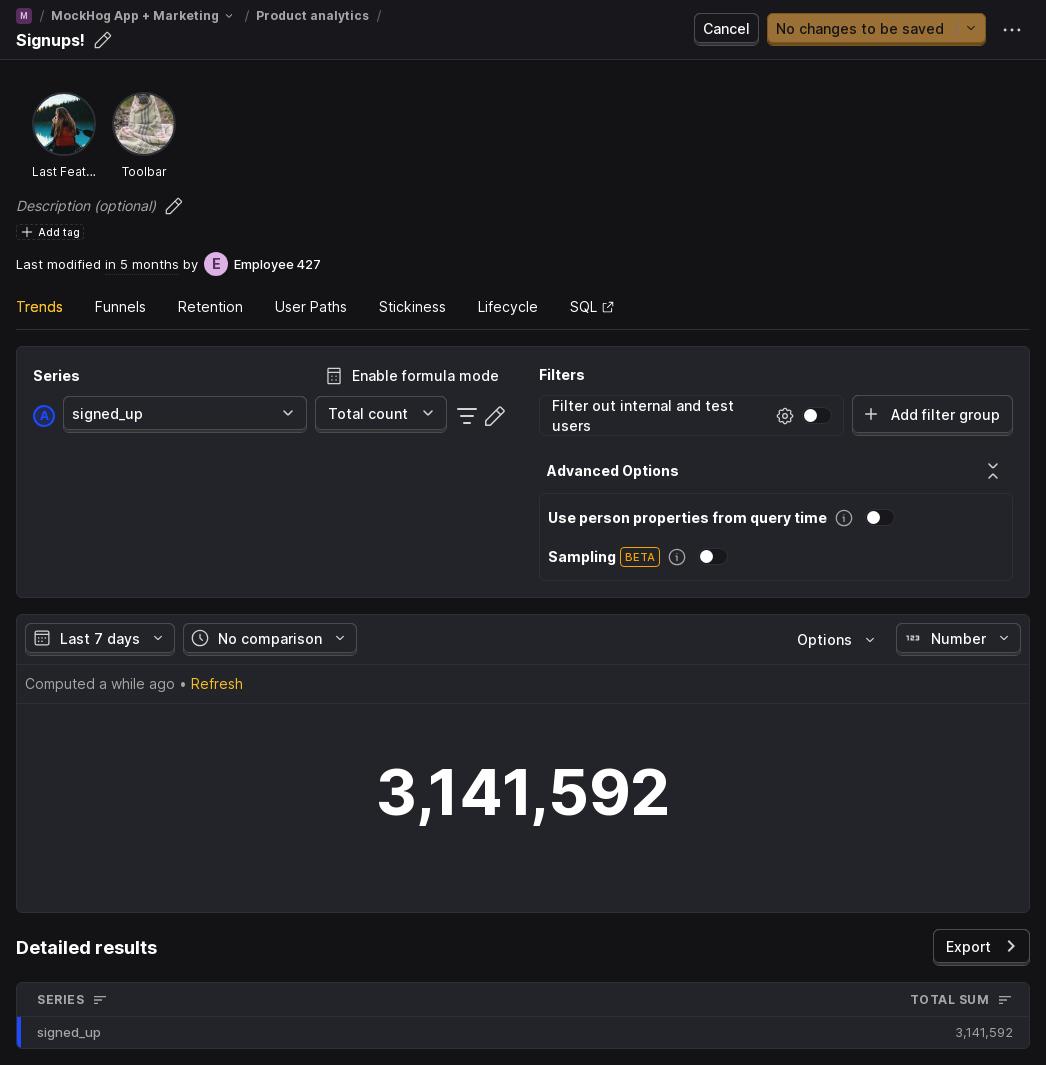 M / MockHog App + Marketing / Product analytics /
Signups!
Cancel
No changes to be saved
Last Feat...
Toolbar
Description (optional)
Add tag
Last modified in 5 months by E Employee 427
Trends Funnels Retention User Paths Stickiness Lifecycle SQL
Series
Enable formula mode
A signed_up
Total count
Filters
Filter out internal and test
users
Add filter group
Advanced Options
Use person properties from query time
Sampling BETA
Last 7 days
No comparison
Options
123 Number
Computed a while ago • Refresh
3,141,592
Detailed results
Export
SERIES
TOTAL SUM
signed_up
3,141,592